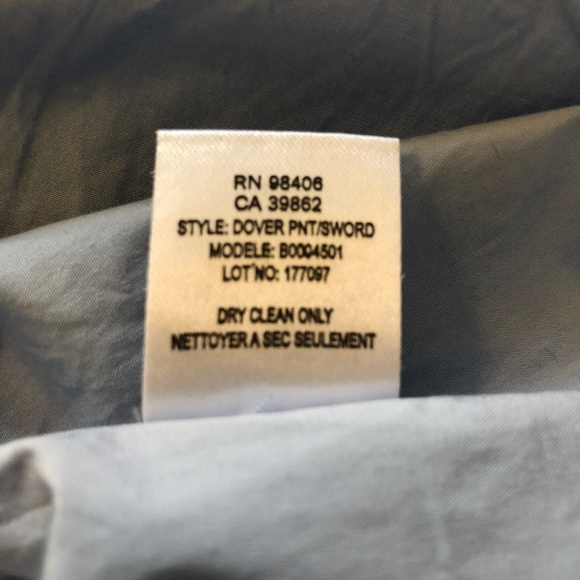 RN 98406
CA 39862
STYLE: DOVER PNT/SWORD
MODELE: B0004501
LOT NO: 177097
DRY CLEAN ONLY
NETTOYER A SEC SEULEMENT